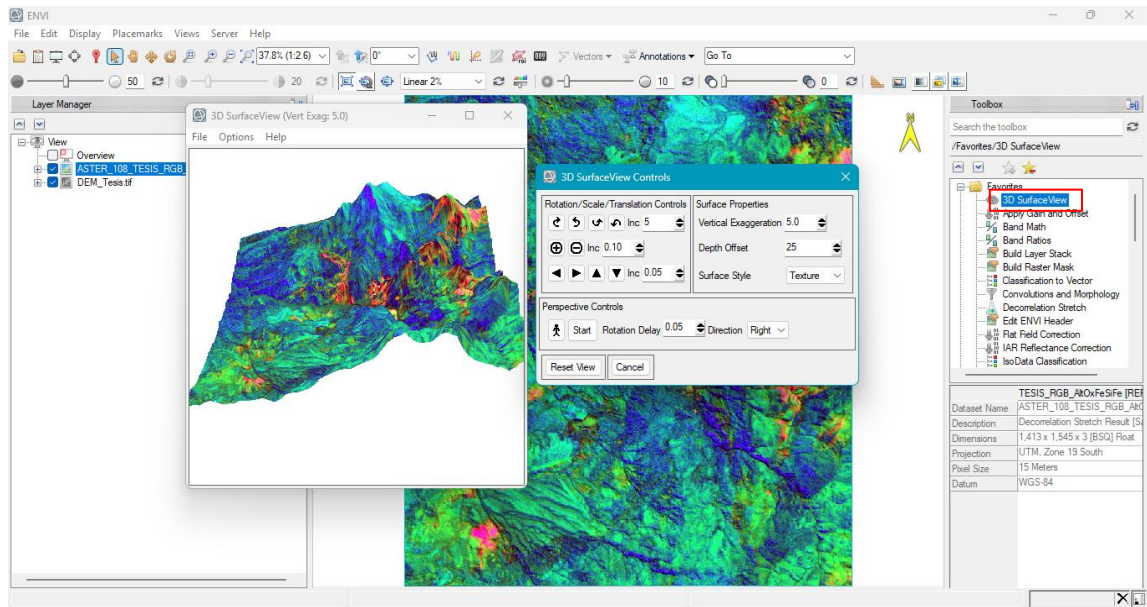 ENVI
File Edit Display Placemarks Views Server Help
37.8% (1:2.6) 0° Vectors Annotations Go To
50 20 Linear 2% 10 0
Layer Manager
View
Overview
ASTER_108_TESIS_RGB
DEM_Tesis.tif
3D SurfaceView (Vert Exag: 5.0)
File Options Help
N
3D SurfaceView Controls
Rotation/Scale/Translation Controls
Inc 5
Inc 0.10
Inc 0.05
Surface Properties
Vertical Exaggeration 5.0
Depth Offset 25
Surface Style Texture
Perspective Controls
Start Rotation Delay 0.05 Direction Right
Reset View Cancel
Toolbox
Search the toolbox
/Favorites/3D SurfaceView
Favorites
3D SurfaceView
Apply Gain and Offset
Band Math
Band Ratios
Build Layer Stack
Build Raster Mask
Classification to Vector
Convolutions and Morphology
Decorrelation Stretch
Edit ENVI Header
Flat Field Correction
IAR Reflectance Correction
IsoData Classification
TESIS_RGB_AltOxFeSiFe [REF
Dataset Name ASTER_108_TESIS_RGB_AltO
Description Decorrelation Stretch Result [Sa
Dimensions 1,413 x 1,545 x 3 [BSQ] Float
Projection UTM, Zone 19 South
Pixel Size 15 Meters
Datum WGS-84